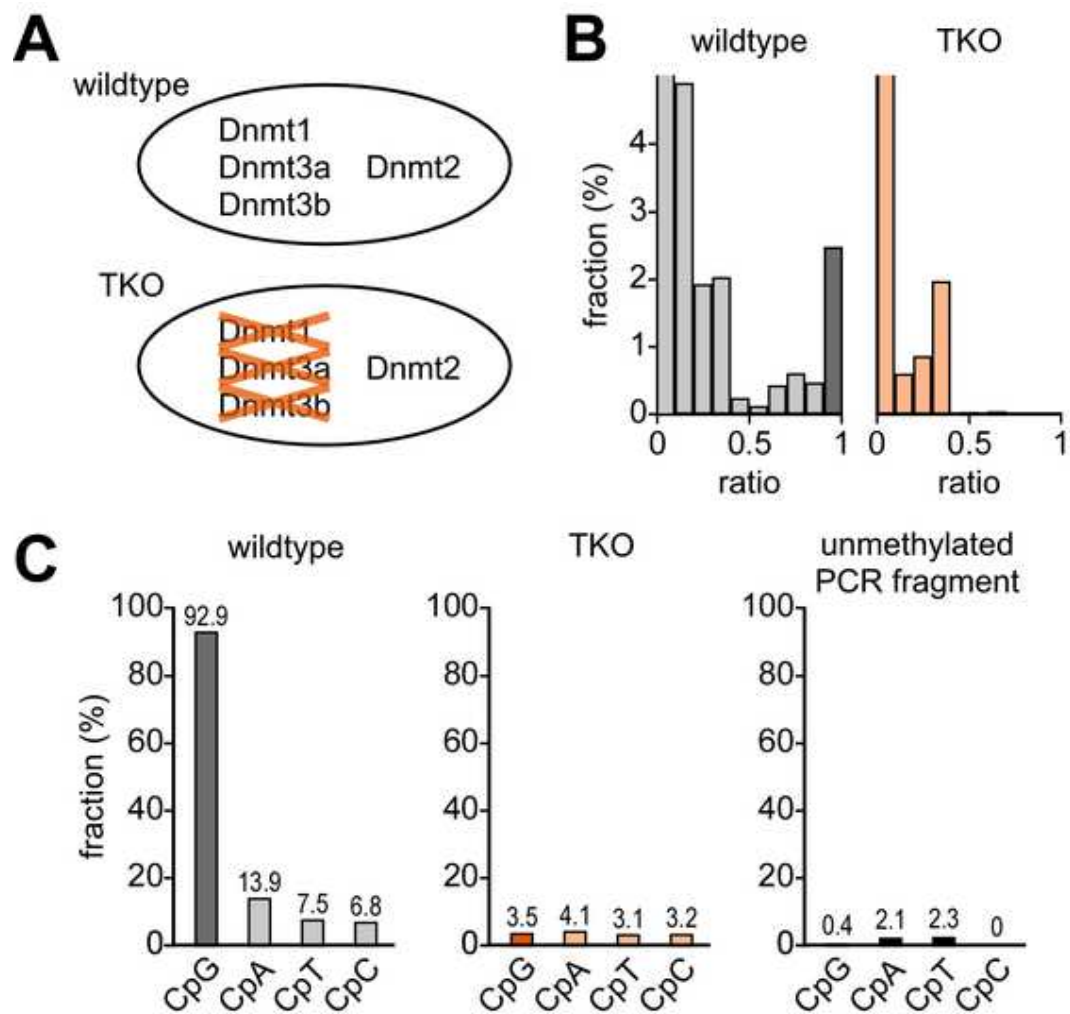 A
wildtype
Dnmt1
Dnmt3a Dnmt2
Dnmt3b
TKO
Dnmt1
Dnmt3a Dnmt2
Dnmt3b
B
wildtype TKO
fraction (%)
4
3
2
1
0
0 0.5 1 0 0.5 1
ratio ratio
C
wildtype
fraction (%)
100
80
60
40
20
0
92.9
13.9
7.5
6.8
CpG CpA CpT CpC
TKO
100
80
60
40
20
0
3.5 4.1 3.1 3.2
CpG CpA CpT CpC
unmethylated
PCR fragment
100
80
60
40
20
0
0.4 2.1 2.3 0
CpG CpA CpT CpC